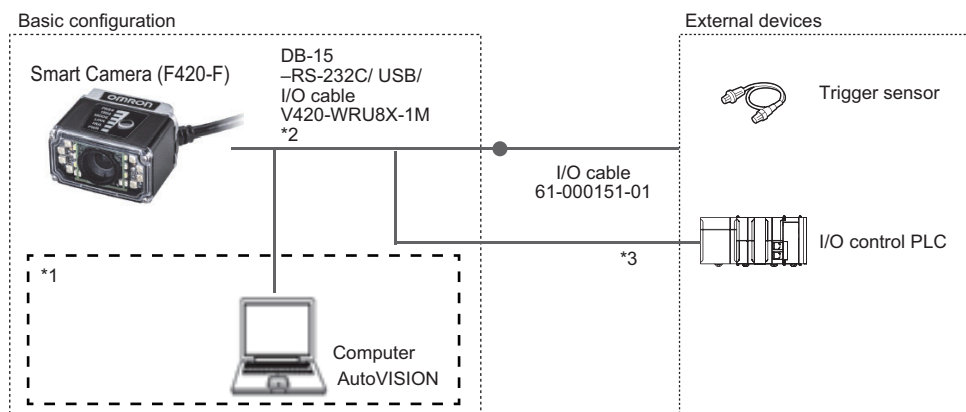 Basic configuration
External devices
Smart Camera (F420-F)
DB-15
–RS-232C/ USB/
I/O cable
V420-WRU8X-1M
*2
OMRON
Trigger sensor
I/O cable
61-000151-01
I/O control PLC
*3
*1
Computer
AutoVISION